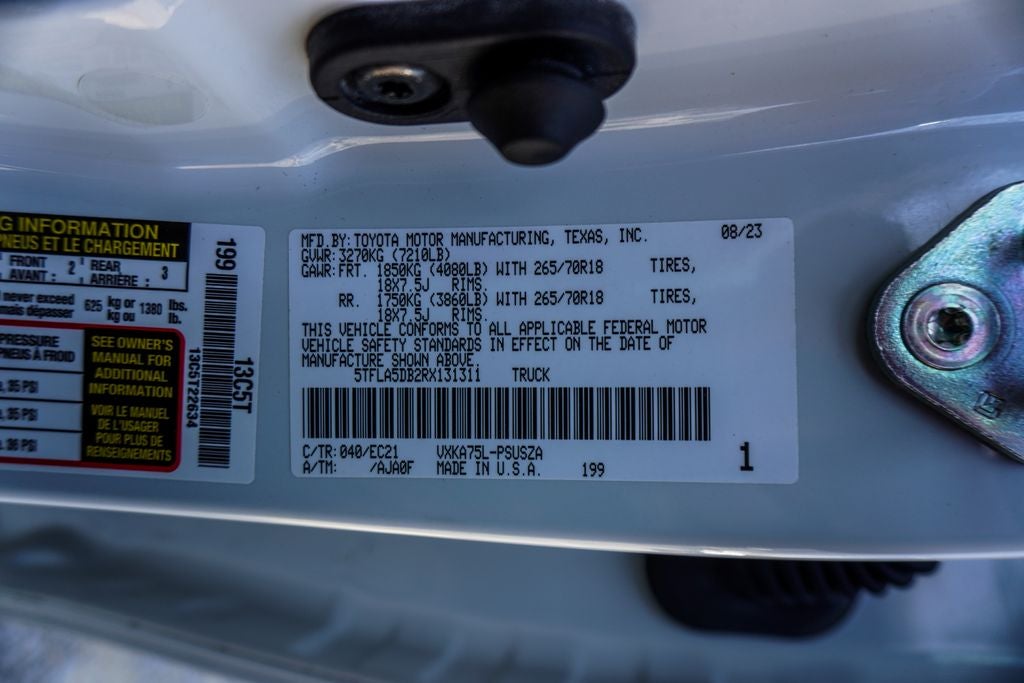 G INFORMATION
PNEUS ET LE CHARGEMENT
FRONT 2 REAR 3
AVANT : ARRIÈRE :
never exceed 625 kg or 1380 lbs.
mais dépasser kg ou lb.
PRESSURE
PNEUS À FROID
35 PSI
35 PSI
36 PSI
SEE OWNER'S
MANUAL FOR
ADDITIONAL
INFORMATION
VOIR LE MANUEL
DE L'USAGER
POUR PLUS DE
RENSEIGNEMENTS
199
13C5T22634
13C5T
MFD. BY: TOYOTA MOTOR MANUFACTURING, TEXAS, INC. 08/23
GVWR: 3270KG (7210LB)
GAWR: FRT. 1850KG (4080LB) WITH 265/70R18 TIRES,
18X7.5J RIMS.
RR. 1750KG (3860LB) WITH 265/70R18 TIRES,
18X7.5J RIMS.
THIS VEHICLE CONFORMS TO ALL APPLICABLE FEDERAL MOTOR
VEHICLE SAFETY STANDARDS IN EFFECT ON THE DATE OF
MANUFACTURE SHOWN ABOVE.
5TFLA5DB2RX131311 TRUCK
C/TR: 040/EC21 VXKA75L-PSUSZA
A/TM: /AJA0F MADE IN U.S.A. 199
1